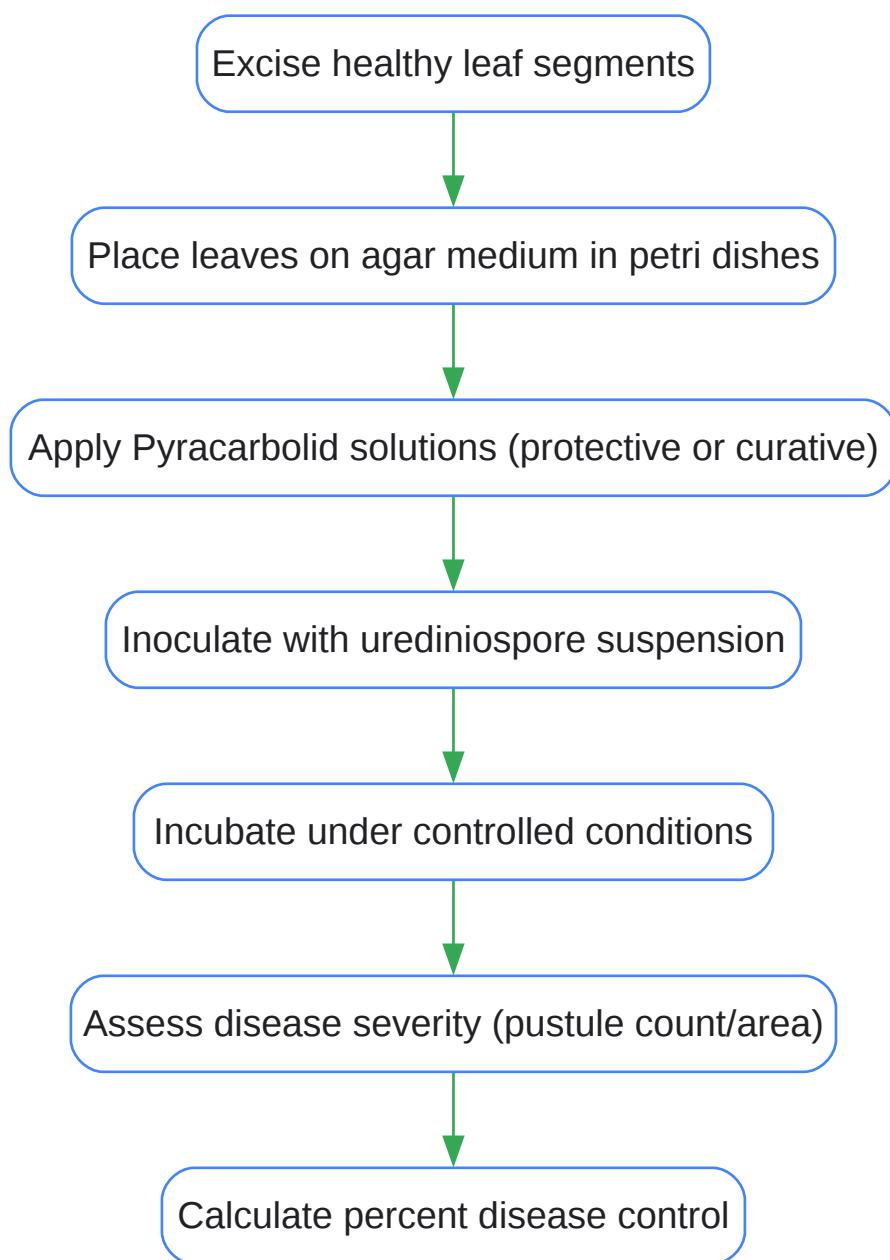 Excise healthy leaf segments
Place leaves on agar medium in petri dishes
Apply Pyracarbolid solutions (protective or curative)
Inoculate with urediniospore suspension
Incubate under controlled conditions
Assess disease severity (pustule count/area)
Calculate percent disease control